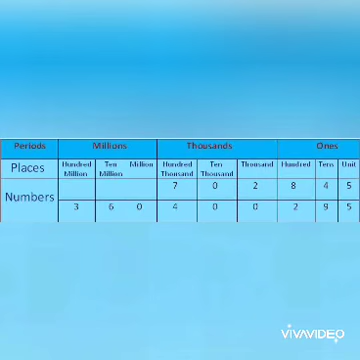 Periods Millions Thousands Ones
Places Hundred Million Ten Million Million Hundred Thousand Ten Thousand Thousand Hundred Tens Unit
Numbers
7 0 2 8 4 5
3 6 0 4 0 0 2 9 5
VIVAVIDEO